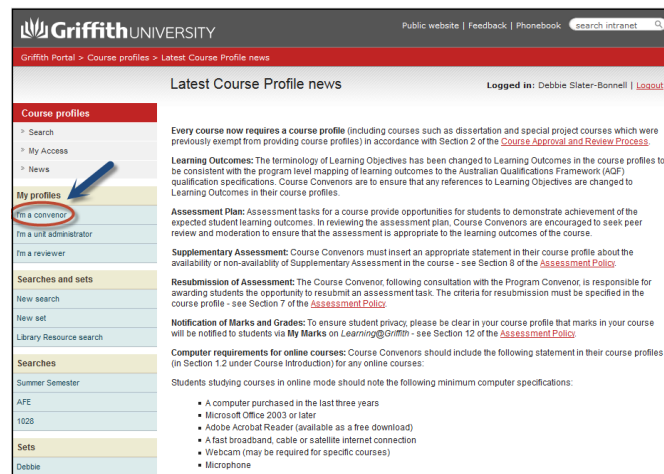 Griffith UNIVERSITY
Public website | Feedback | Phonebook
search intranet
Griffith Portal > Course profiles > Latest Course Profile news
Latest Course Profile news
Logged in: Debbie Slater-Bonnell | Logout
Course profiles
Search
My Access
News
My profiles
I'm a convenor
I'm a unit administrator
I'm a reviewer
Searches and sets
New search
New set
Library Resource search
Searches
Summer Semester
AFE
1028
Sets
Debbie
Every course now requires a course profile (including courses such as dissertation and special project courses which were
previously exempt from providing course profiles) in accordance with Section 2 of the Course Approval and Review Process.
Learning Outcomes: The terminology of Learning Objectives has been changed to Learning Outcomes in the course profiles to
be consistent with the program level mapping of learning outcomes to the Australian Qualifications Framework (AQF)
qualification specifications. Course Convenors are to ensure that any references to Learning Objectives are changed to
Learning Outcomes in their course profiles.
Assessment Plan: Assessment tasks for a course provide opportunities for students to demonstrate achievement of the
expected student learning outcomes. In reviewing the assessment plan, Course Convenors are encouraged to seek peer
review and moderation to ensure that the assessment is appropriate to the learning outcomes of the course.
Supplementary Assessment: Course Convenors must insert an appropriate statement in their course profile about the
availability or non-availablity of Supplementary Assessment in the course - see Section 8 of the Assessment Policy.
Resubmission of Assessment: The Course Convenor, following consultation with the Program Convenor, is responsible for
awarding students the opportunity to resubmit an assessment task. The criteria for resubmission must be specified in the
course profile - see Section 7 of the Assessment Policy.
Notification of Marks and Grades: To ensure student privacy, please be clear in your course profile that marks in your course
will be notified to students via My Marks on Learning@Griffith - see Section 12 of the Assessment Policy.
Computer requirements for online courses: Course Convenors should include the following statement in their course profiles
(in Section 1.2 under Course Introduction) for any online courses:
Students studying courses in online mode should note the following minimum computer specifications:
A computer purchased in the last three years
Microsoft Office 2003 or later
Adobe Acrobat Reader (available as a free download)
A fast broadband, cable or satellite internet connection
Webcam (may be required for specific courses)
Microphone